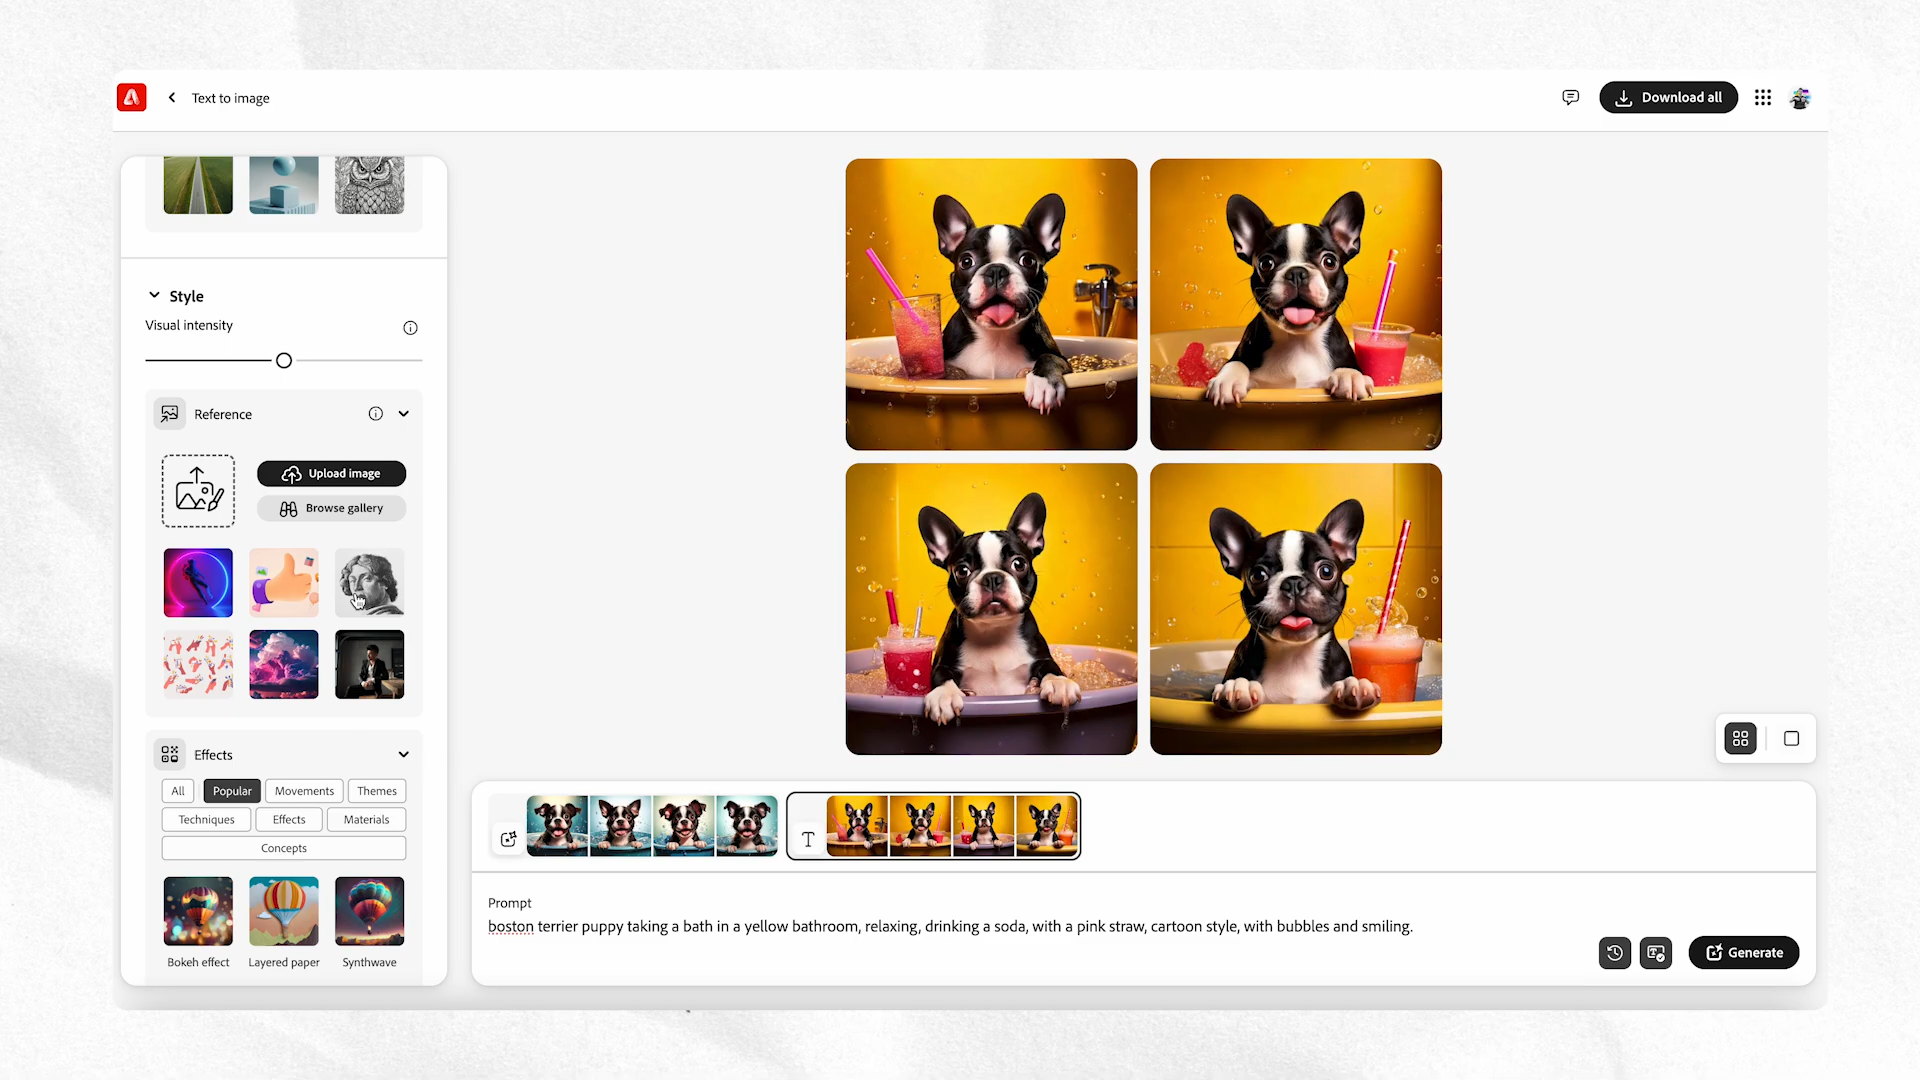 Text to image
Download all
Style
Visual intensity
Reference
Upload image
Browse gallery
Effects
All
Popular
Movements
Themes
Techniques
Effects
Materials
Concepts
Bokeh effect
Layered paper
Synthwave
T
Prompt
boston terrier puppy taking a bath in a yellow bathroom, relaxing, drinking a soda, with a pink straw, cartoon style, with bubbles and smiling.
Generate